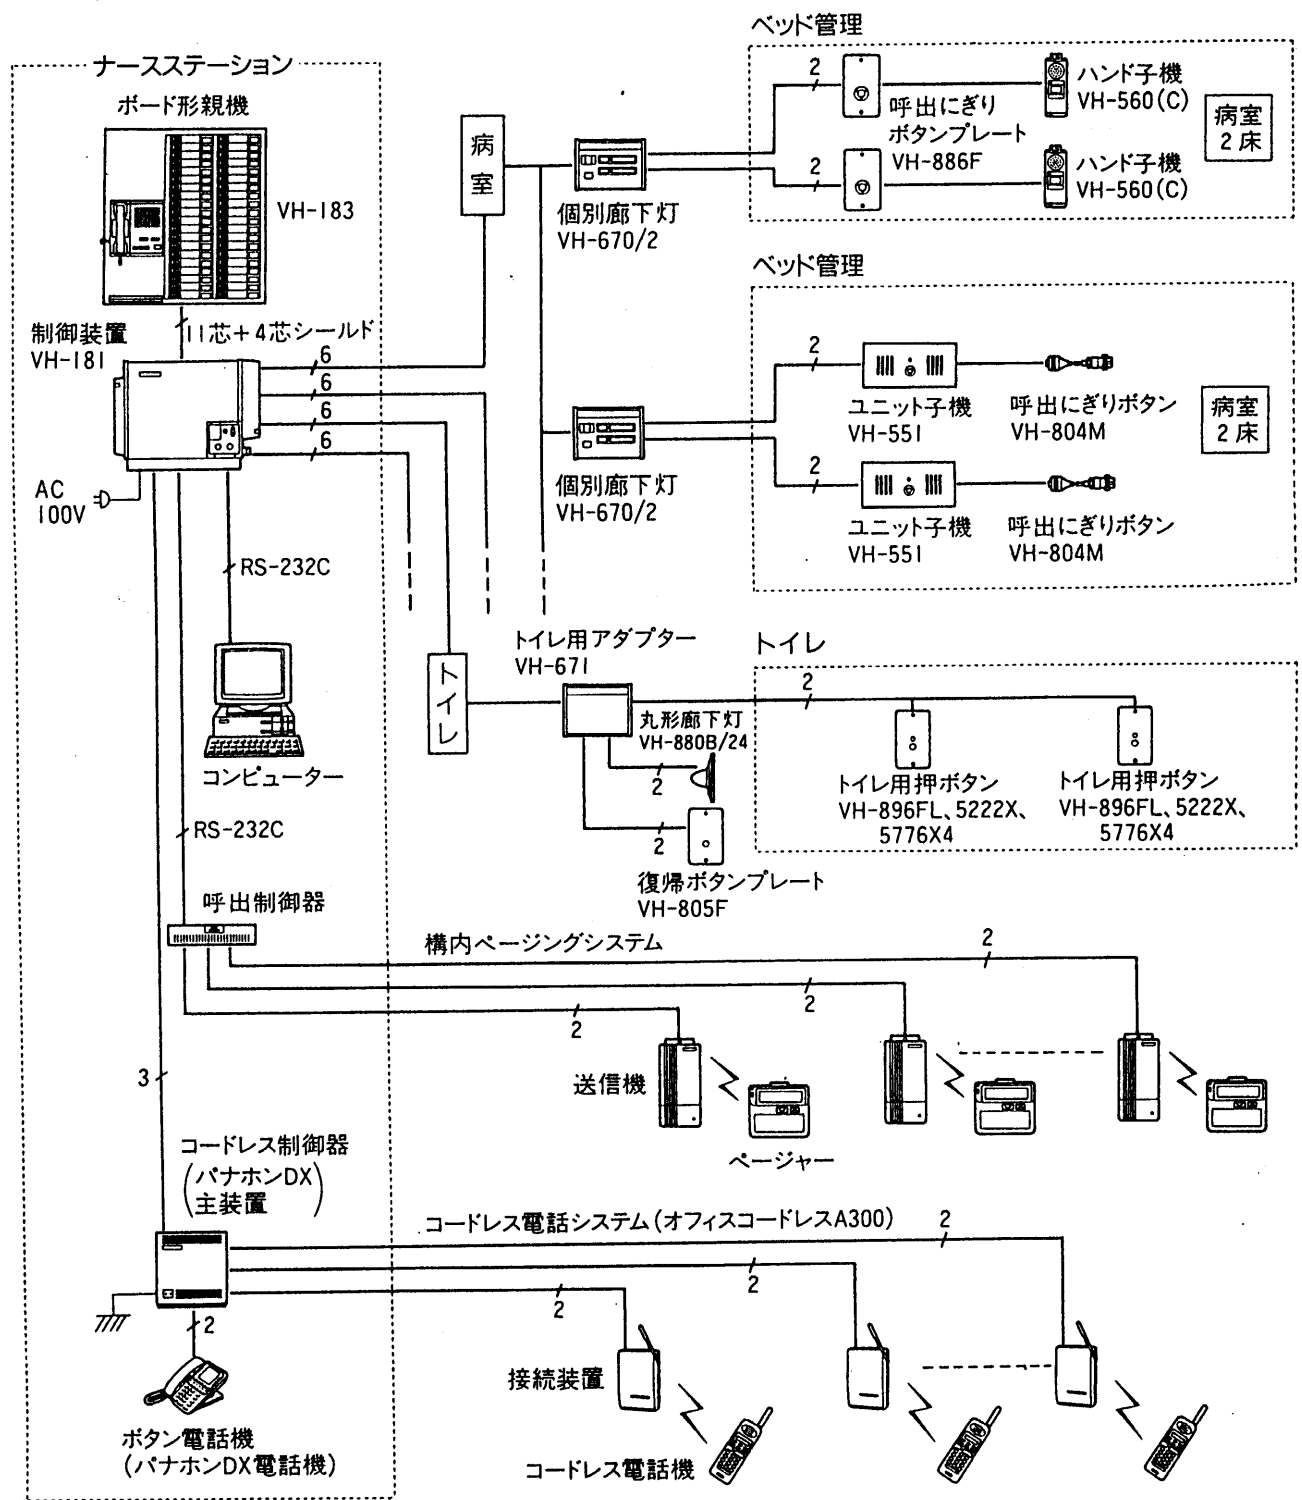 ナースステーション
ボード形親機
VH-183
制御装置
VH-181
11芯+4芯シールド
6
6
6
6
AC
100V
RS-232C
コンピューター
RS-232C
呼出制御器
3
コードレス制御器
(パナホンDX)
主装置
2
ボタン電話機
(パナホンDX電話機)
病室
個別廊下灯
VH-670/2
ベッド管理
2
呼出にぎり
ボタンプレート
VH-886F
2
ハンド子機
VH-560(C)
ハンド子機
VH-560(C)
病室
2床
個別廊下灯
VH-670/2
ベッド管理
2
ユニット子機
VH-551
呼出にぎりボタン
VH-804M
2
ユニット子機
VH-551
呼出にぎりボタン
VH-804M
病室
2床
トイレ
トイレ用アダプター
VH-671
丸形廊下灯
VH-880B/24
2
2
復帰ボタンプレート
VH-805F
トイレ
2
トイレ用押ボタン
VH-896FL、5222X、
5776X4
トイレ用押ボタン
VH-896FL、5222X、
5776X4
構内ページングシステム
2
2
2
送信機
ページャー
コードレス電話システム(オフィスコードレスA300)
2
2
2
接続装置
コードレス電話機